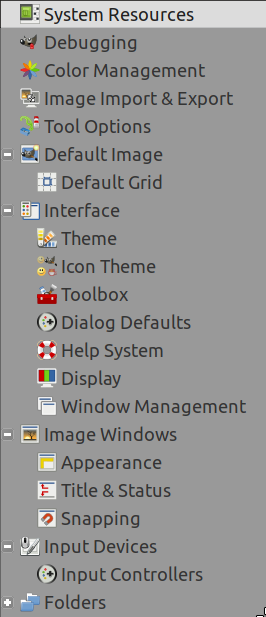 System Resources
Debugging
Color Management
Image Import & Export
Tool Options
Default Image
Default Grid
Interface
Theme
Icon Theme
Toolbox
Dialog Defaults
Help System
Display
Window Management
Image Windows
Appearance
Title & Status
Snapping
Input Devices
Input Controllers
Folders